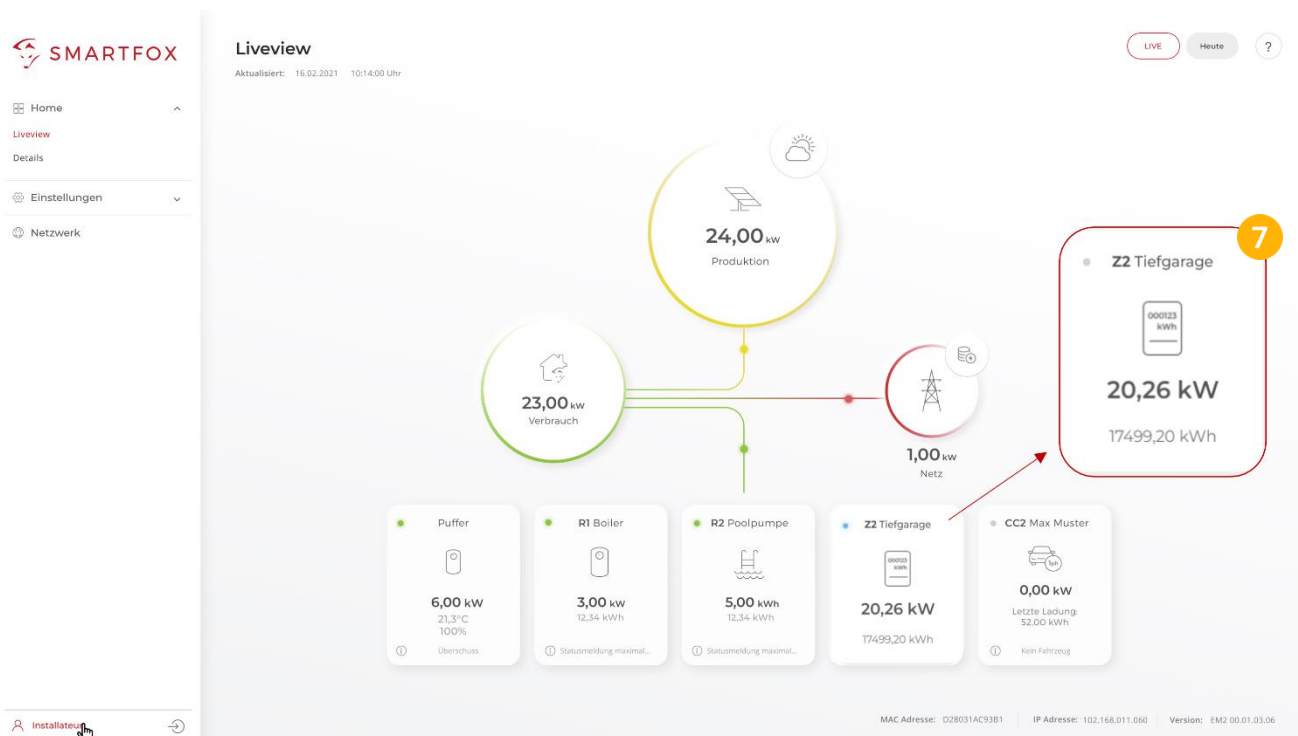 SMARTFOX
Home
Liveview
Details
Einstellungen
Netzwerk
Installateur
Liveview
Aktualisiert: 16.02.2021 10:14:00 Uhr
LIVE
Heute
?
24,00 kW
Produktion
23,00 kW
Verbrauch
1,00 kW
Netz
7
Z2 Tiefgarage
000123
kWh
20,26 kW
17499,20 kWh
Puffer
6,00 kW
21,3°C
100%
Überschuss
R1 Boiler
3,00 kW
12,34 kWh
Statusmeldung maximal...
R2 Poolpumpe
5,00 kWh
12,34 kWh
Statusmeldung maximal...
Z2 Tiefgarage
000123
kWh
20,26 kW
17499,20 kWh
CC2 Max Muster
1ph
0,00 kW
Letzte Ladung:
52,00 kWh
Kein Fahrzeug
MAC Adresse: D28031AC93B1 IP Adresse: 102.168.011.060 Version: EM2 00.01.03.06